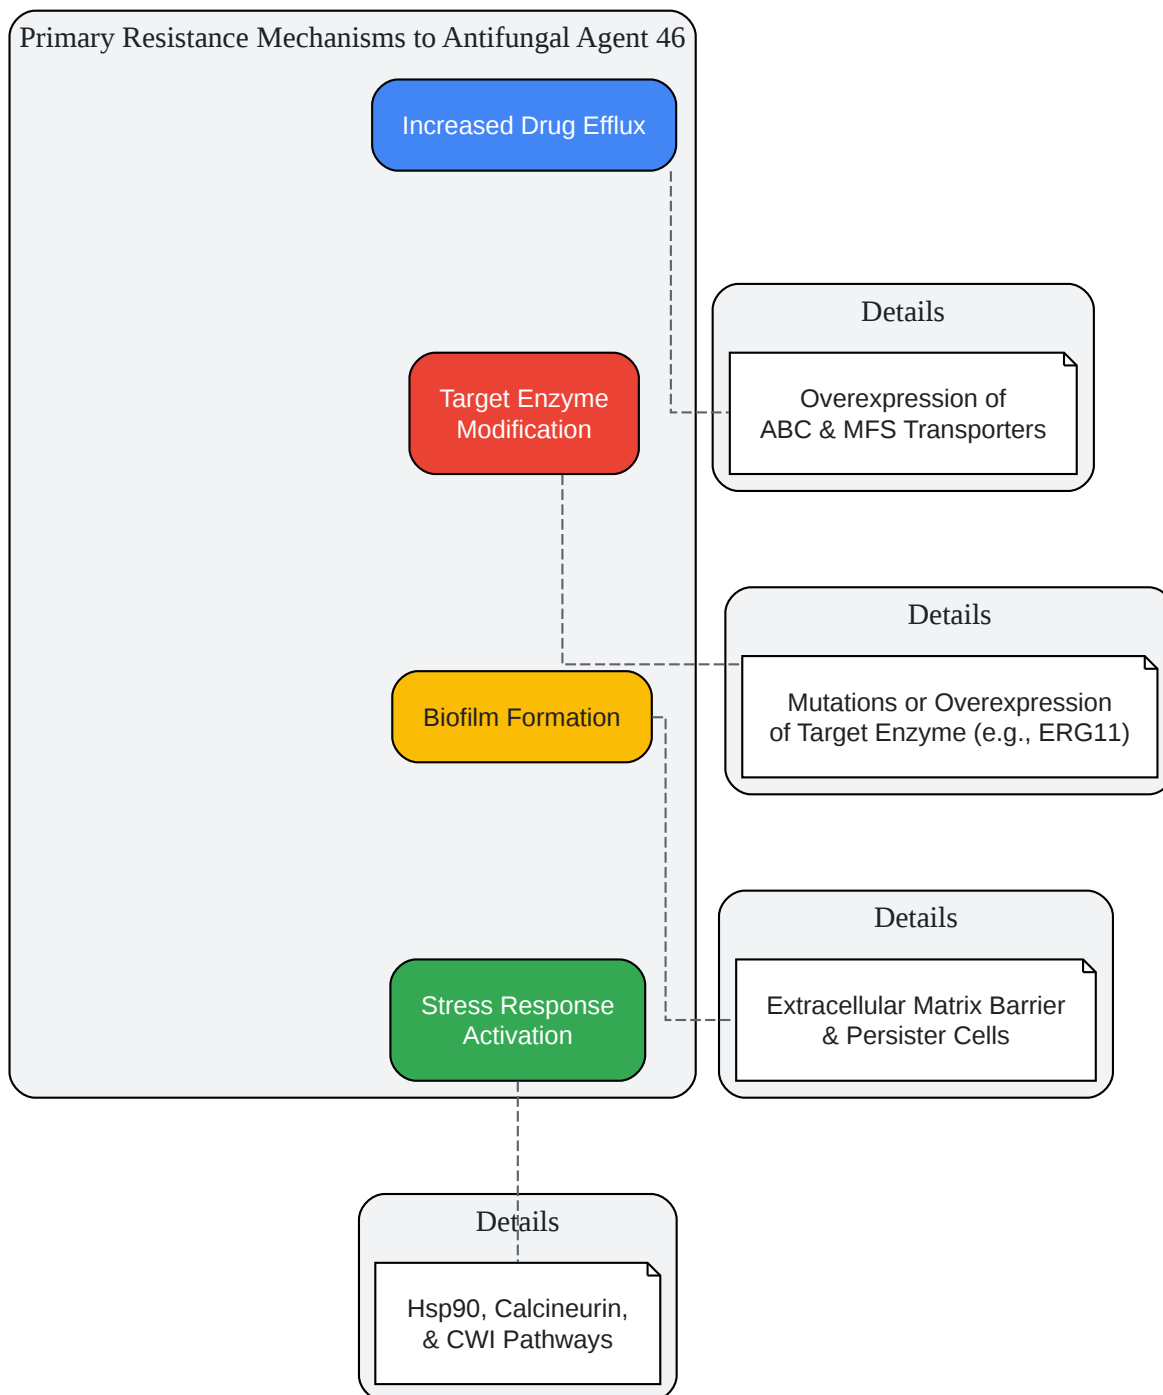 Primary Resistance Mechanisms to Antifungal Agent 46
Increased Drug Efflux
Details
Overexpression of
ABC & MFS Transporters
Target Enzyme
Modification
Details
Mutations or Overexpression
of Target Enzyme (e.g., ERG11)
Biofilm Formation
Details
Extracellular Matrix Barrier
& Persister Cells
Stress Response
Activation
Details
Hsp90, Calcineurin,
& CWI Pathways